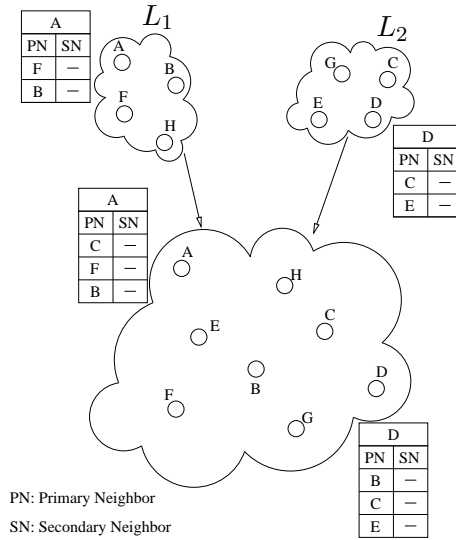 L1
L2
A
PN SN
F −
B −
A
B
F
H
G
C
E
D
D
PN SN
C −
E −
A
PN SN
C −
F −
B −
A
H
E
C
B
D
F
G
D
PN SN
B −
C −
E −
PN: Primary Neighbor
SN: Secondary Neighbor